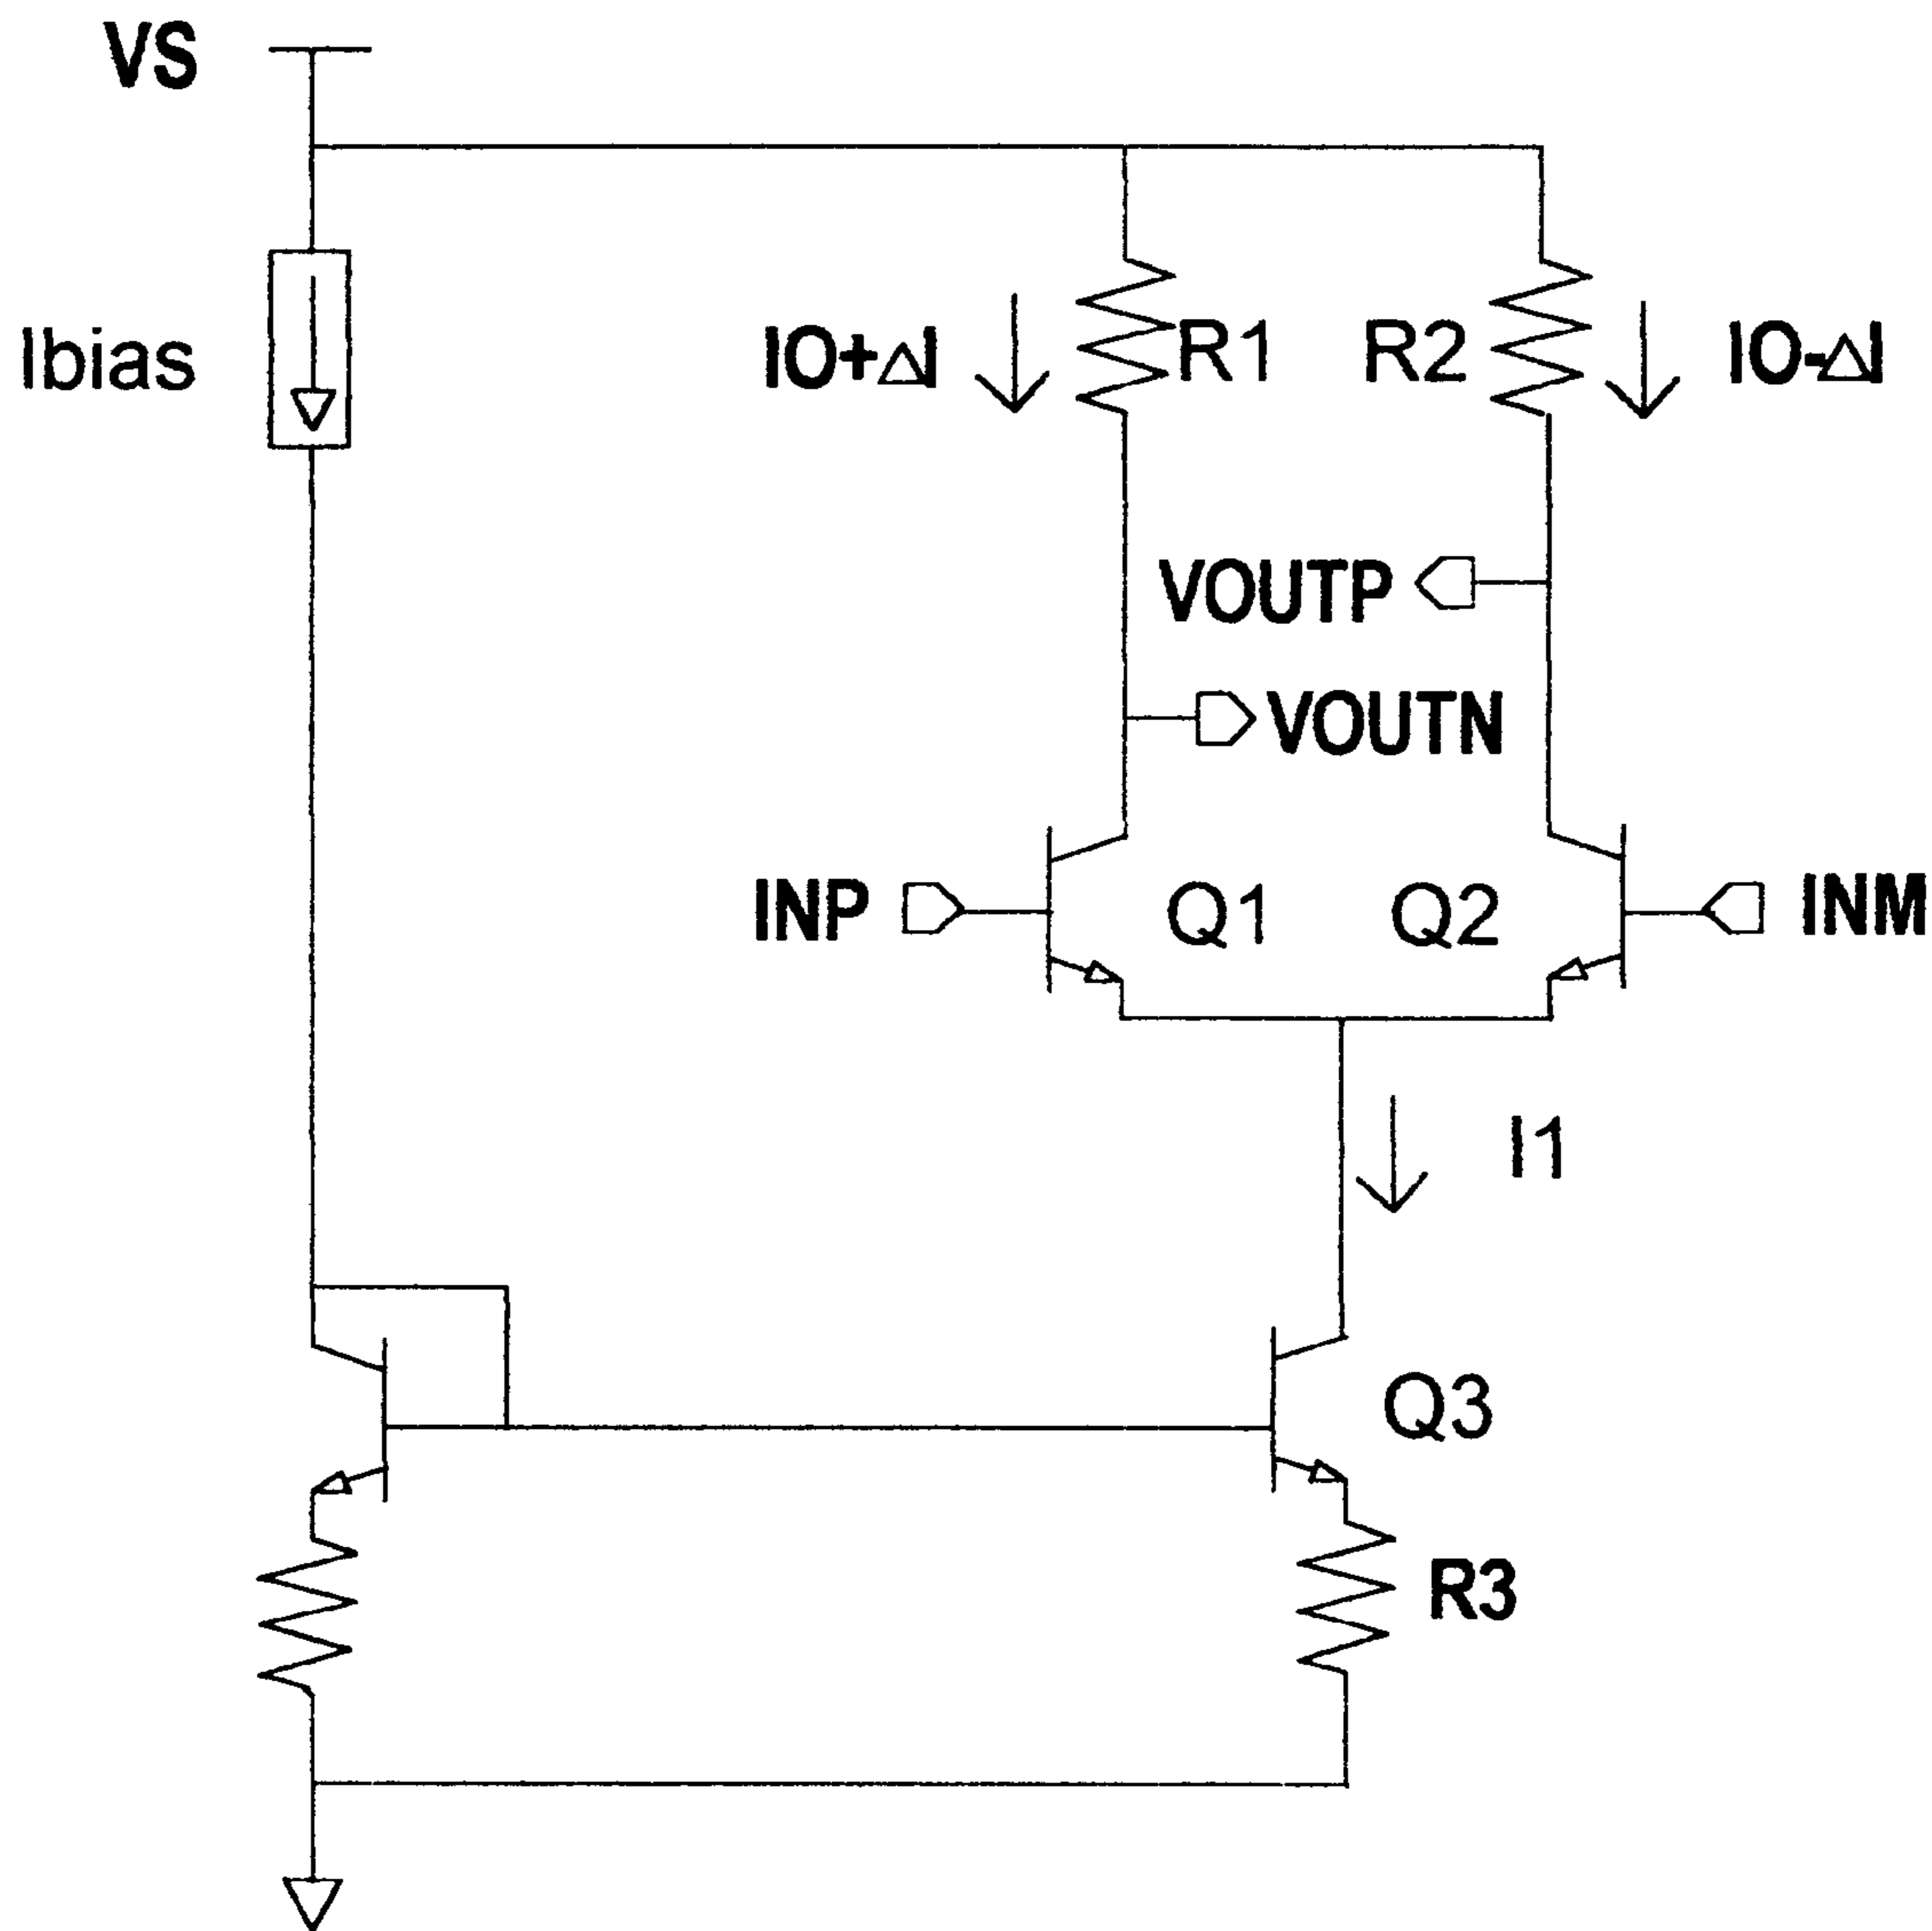 VS
Ibias
IO+ΔI
R1
R2
IO-ΔI
VOUTP
VOUTN
INP
Q1
Q2
INM
I1
Q3
R3